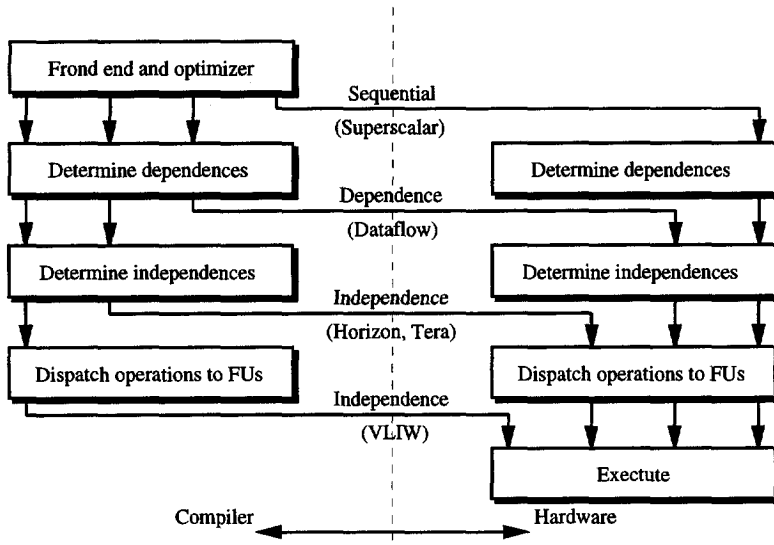 Frond end and optimizer
Sequential
(Superscalar)
Determine dependences
Determine dependences
Dependence
(Dataflow)
Determine independences
Determine independences
Independence
(Horizon, Tera)
Dispatch operations to FUs
Dispatch operations to FUs
Independence
(VLIW)
Exectute
Compiler
Hardware